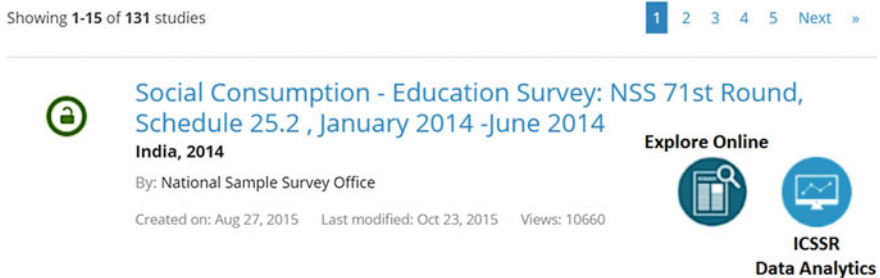 Showing 1-15 of 131 studies
1 2 3 4 5 Next »
Social Consumption - Education Survey: NSS 71st Round,
Schedule 25.2 , January 2014 -June 2014
India, 2014
Explore Online
By: National Sample Survey Office
Created on: Aug 27, 2015 Last modified: Oct 23, 2015 Views: 10660
ICSSR
Data Analytics